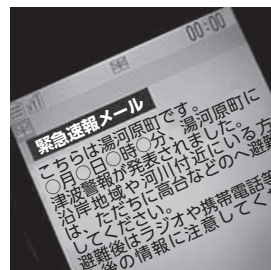 00:00
緊急速報メール
こちらは湯河原町です。
○月○日○時○分、湯河原町に
津波警報が発表されました。
沿岸地域や河川付近にいる方
は、ただちに高台などのへ避難
してください。
避難後はラジオや携帯電話等
後の情報に注意してく